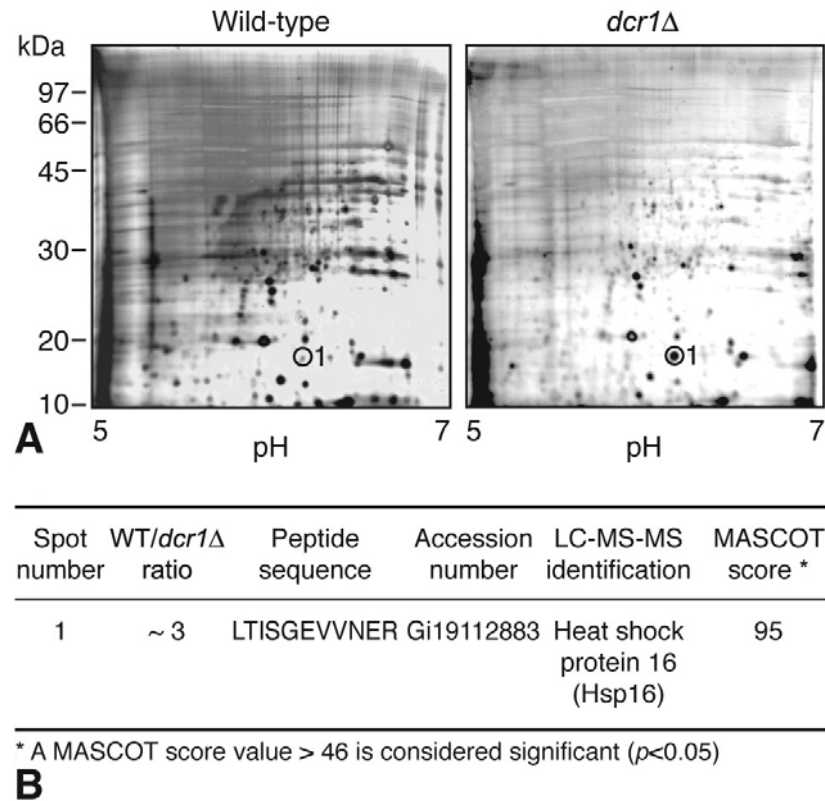 Wild-type
dcr1Δ
A
kDa
97
66
45
30
20
10
1
1
5
7
5
7
pH
pH
Spot number
WT/dcr1Δ ratio
Peptide sequence
Accession number
LC-MS-MS identification
MASCOT score *
1
~ 3
LTISGEVVNER
Gi19112883
Heat shock protein 16 (Hsp16)
95
* A MASCOT score value > 46 is considered significant (p<0.05)
B